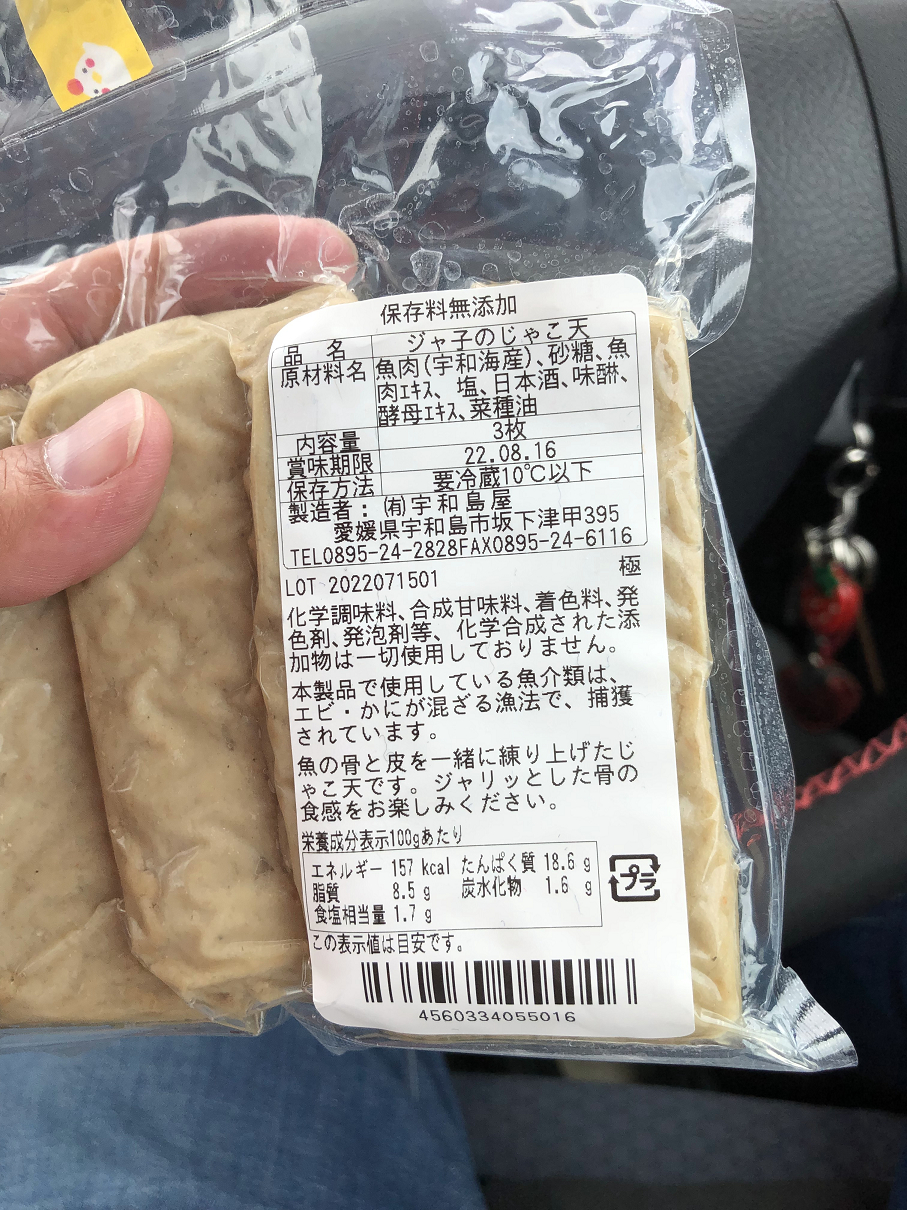 保存料無添加
品 名 ジャ子のじゃこ天
原材料名 魚肉(宇和海産)、砂糖、魚
肉エキス、塩、日本酒、味醂、
酵母エキス、菜種油
内容量 3枚
賞味期限 22.08.16
保存方法 要冷蔵10℃以下
製造者：㈲宇和島屋
愛媛県宇和島市坂下津甲395
TEL0895-24-2828FAX0895-24-6116
LOT 2022071501 極
化学調味料、合成甘味料、着色料、発
色剤、発泡剤等、化学合成された添
加物は一切使用しておりません。
本製品で使用している魚介類は、
エビ・かにが混ざる漁法で、捕獲
されています。
魚の骨と皮を一緒に練り上げたじ
ゃこ天です。ジャリッとした骨の
食感をお楽しみください。
栄養成分表示100gあたり
エネルギー 157 kcal たんぱく質 18.6 g
脂質 8.5 g 炭水化物 1.6 g
食塩相当量 1.7 g
プラ
この表示値は目安です。
4560334055016